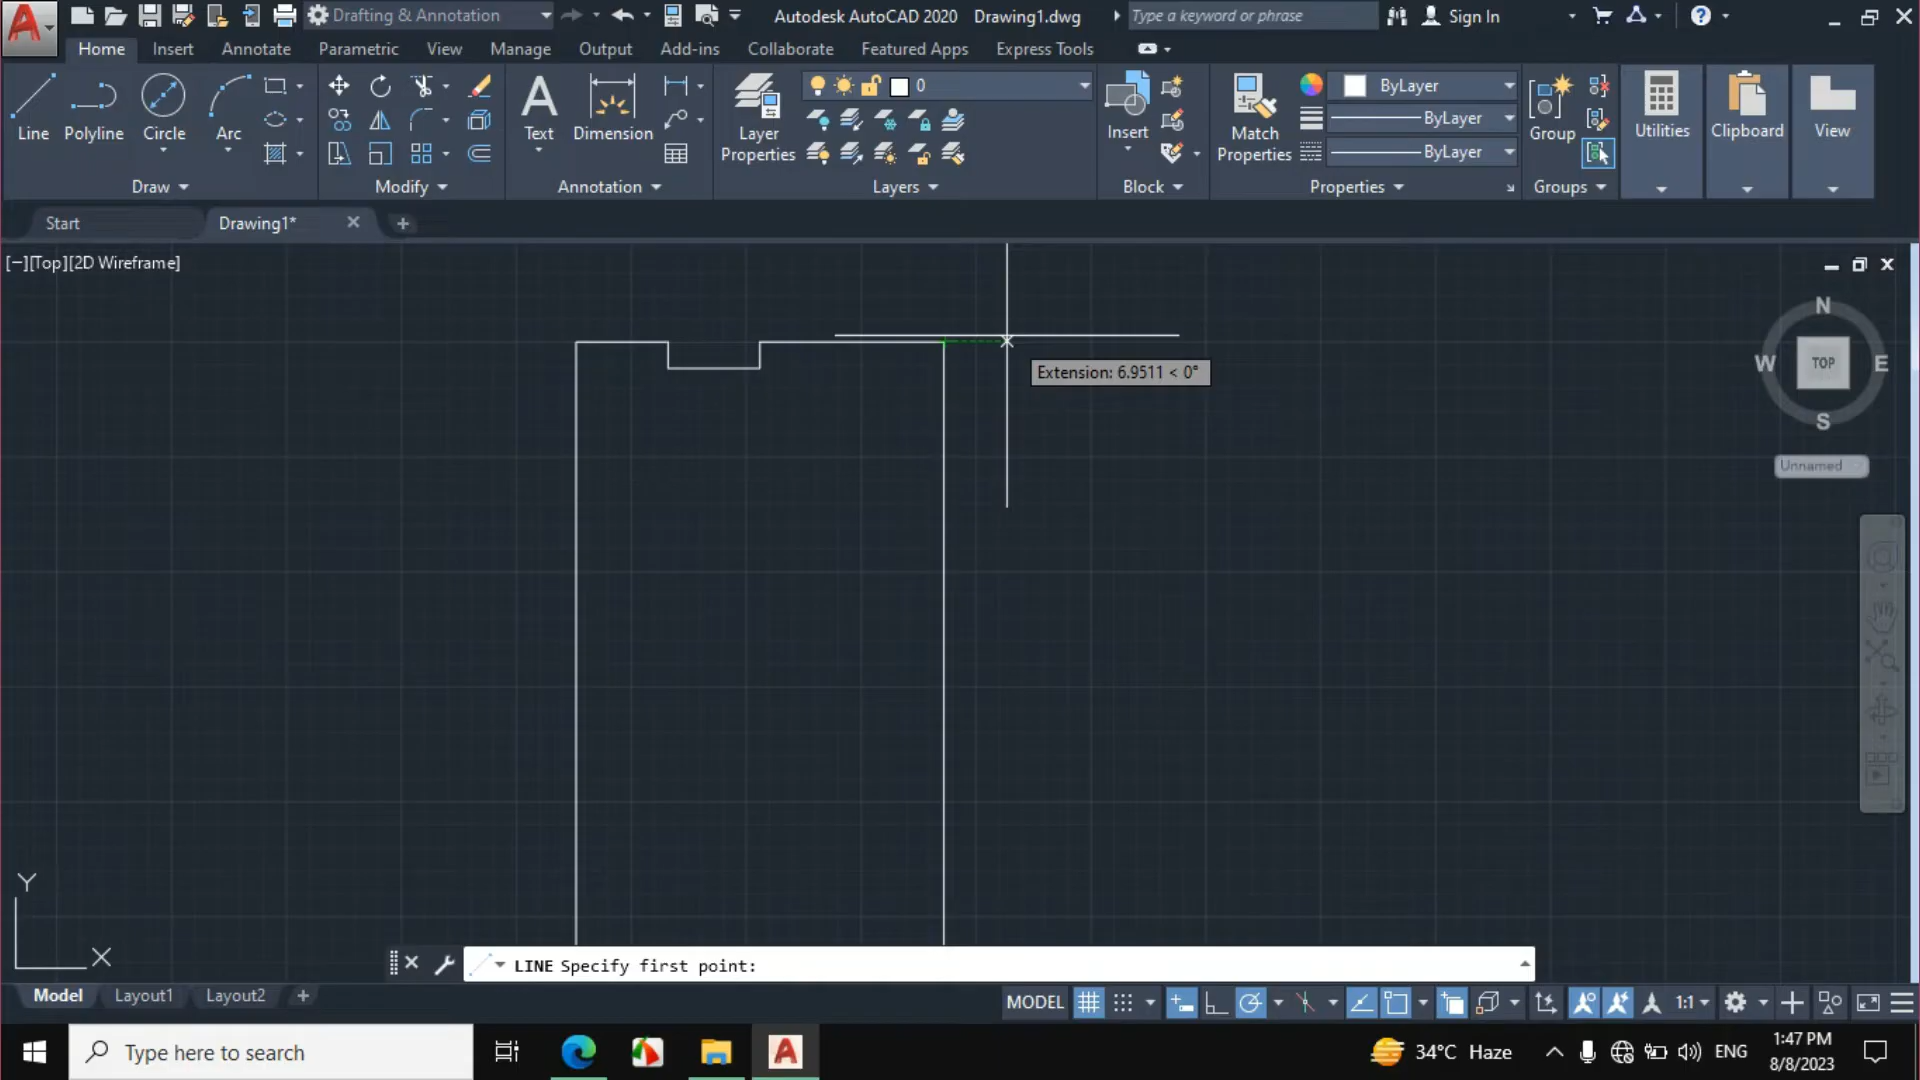 Drafting & Annotation
Autodesk AutoCAD 2020 Drawing1.dwg
Type a keyword or phrase
Sign In
Home Insert Annotate Parametric View Manage Output Add-ins Collaborate Featured Apps Express Tools
Line Polyline Circle Arc
Text Dimension
Layer Properties
0
Insert
Match Properties
ByLayer
ByLayer
ByLayer
Group
Utilities
Clipboard
View
Draw Modify Annotation Layers Block Properties Groups
Start Drawing1*
[−][Top][2D Wireframe]
N
W TOP E
S
Unnamed
Extension: 6.9511 < 0°
Y
X
LINE Specify first point:
Model Layout1 Layout2
MODEL 1:1
Type here to search
34°C Haze
ENG
1:47 PM
8/8/2023